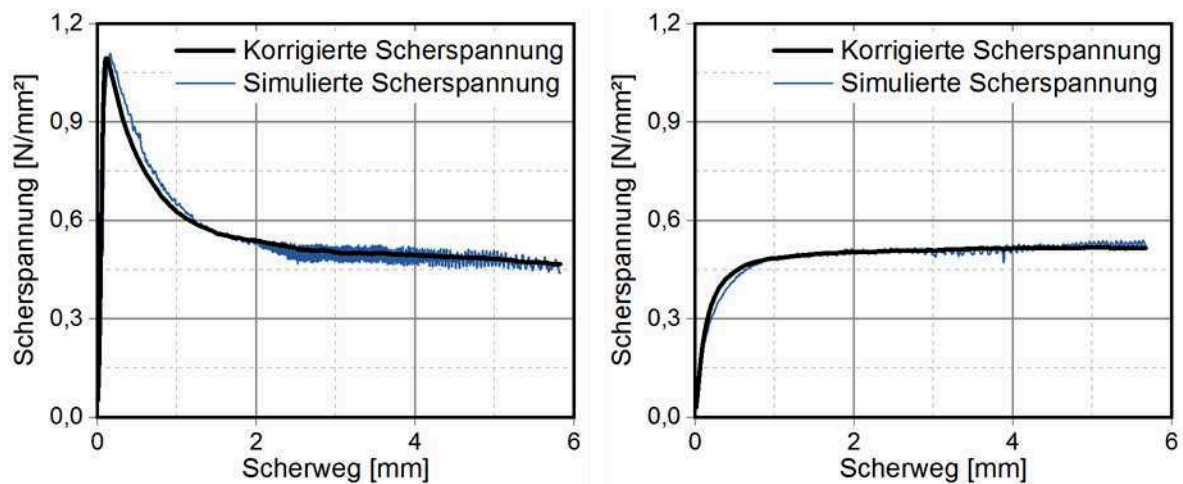 Scherspannung [N/mm²]
1,2
0,9
0,6
0,3
0,0
Korrigierte Scherspannung
Simulierte Scherspannung
0
2
4
6
Scherweg [mm]
Scherspannung [N/mm²]
1,2
0,9
0,6
0,3
0,0
Korrigierte Scherspannung
Simulierte Scherspannung
0
2
4
6
Scherweg [mm]